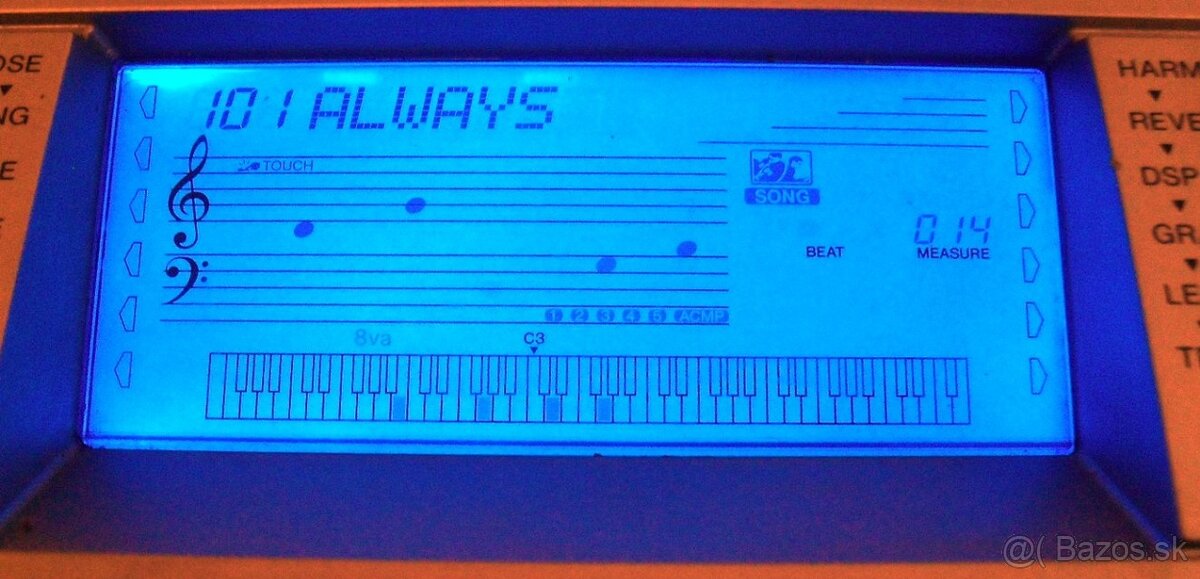 101 ALWAYS
TOUCH
SONG
014
BEAT
MEASURE
1 2 3 4 5 ACMP
8va
C3
OSE
NG
E
HARM
REVE
DSP
GR
LE
T
@( Bazos.sk